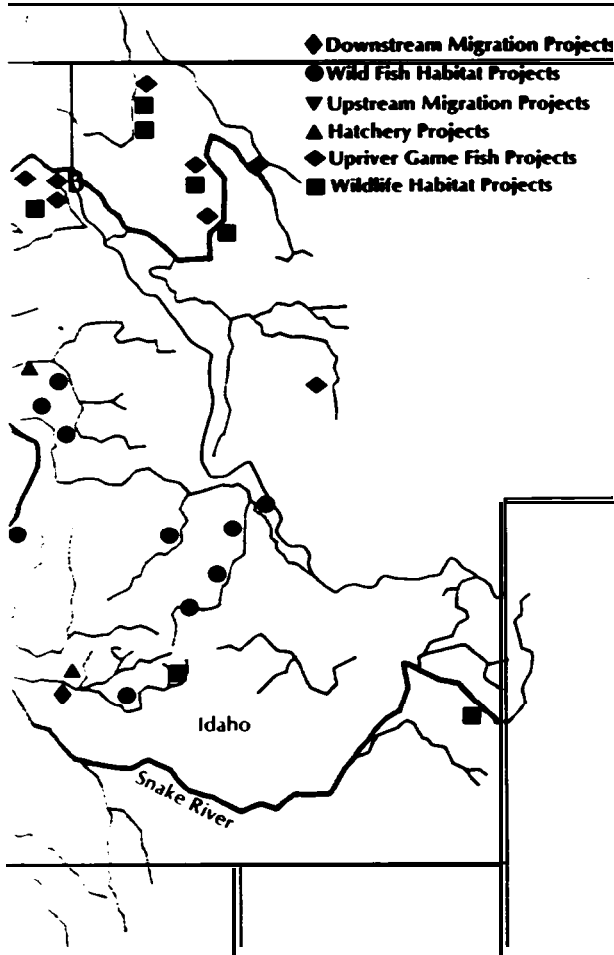 Downstream Migration Projects
Wild Fish Habitat Projects
Upstream Migration Projects
Hatchery Projects
Upriver Game Fish Projects
Wildlife Habitat Projects
Idaho
Snake River